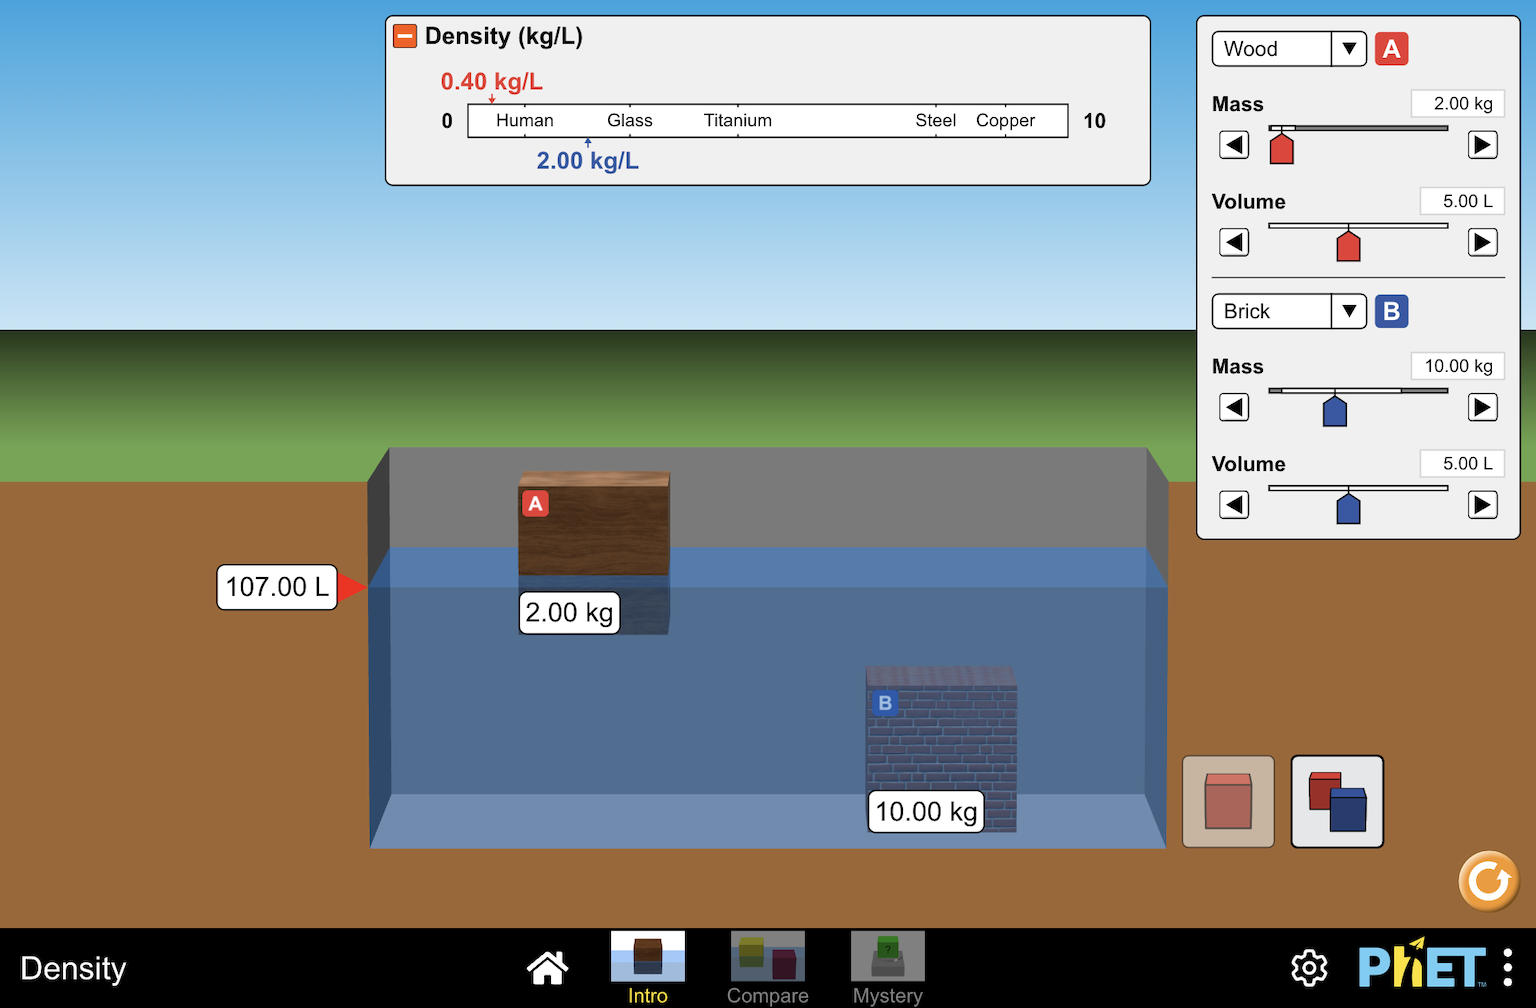 Density (kg/L)
0.40 kg/L
0 Human Glass Titanium Steel Copper 10
2.00 kg/L
Wood A
Mass 2.00 kg
Volume 5.00 L
Brick B
Mass 10.00 kg
Volume 5.00 L
A
107.00 L
2.00 kg
B
10.00 kg
Density
Intro
Compare
?
Mystery
PhET™